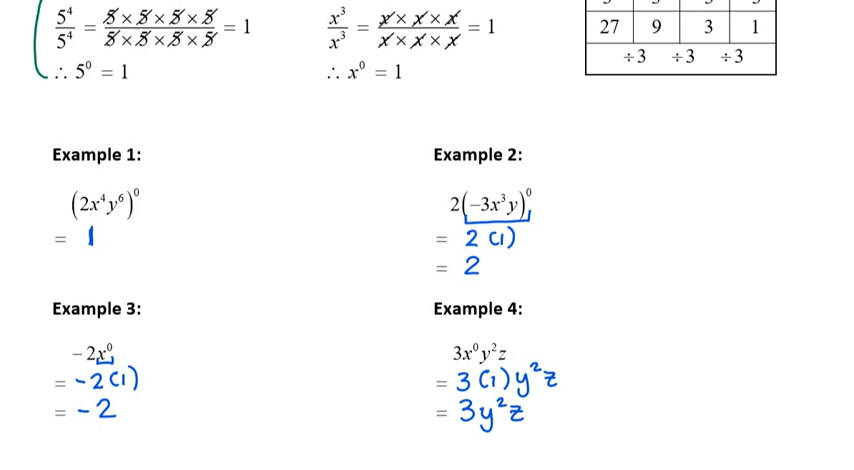 5⁴/5⁴ = 5 × 5 × 5 × 5 / 5 × 5 × 5 × 5 = 1
∴ 5⁰ = 1
x³/x³ = x × x × x / x × x × x = 1
∴ x⁰ = 1
27 9 3 1
÷3 ÷3 ÷3
Example 1:
(2x⁴y⁶)⁰
= 1
Example 2:
2(−3x³y)⁰
= 2 (1)
= 2
Example 3:
− 2x⁰
= −2 (1)
= −2
Example 4:
3x⁰y²z
= 3 (1) y²z
= 3y²z